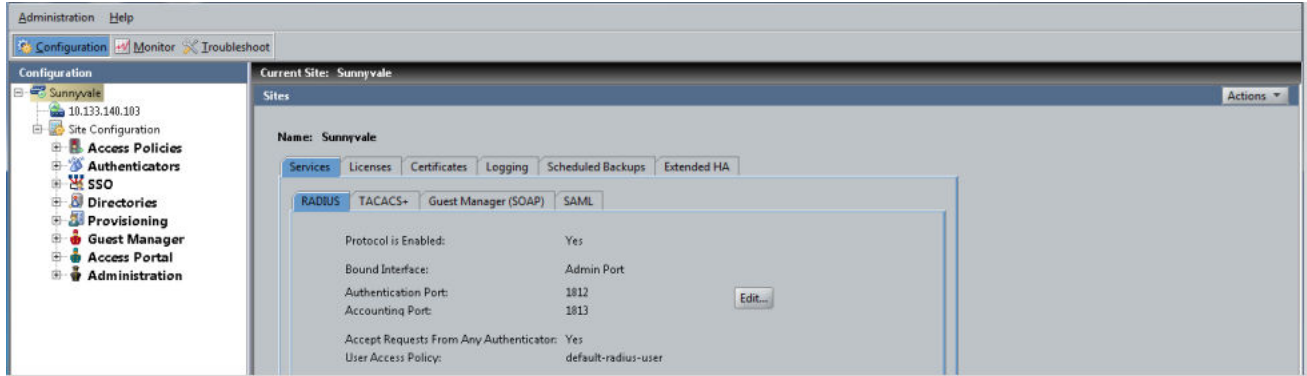 Administration Help
Configuration Monitor Troubleshoot
Configuration
Sunnyvale
10.133.140.103
Site Configuration
Access Policies
Authenticators
SSO
Directories
Provisioning
Guest Manager
Access Portal
Administration
Current Site: Sunnyvale
Sites
Actions
Name: Sunnyvale
Services Licenses Certificates Logging Scheduled Backups Extended HA
RADIUS TACACS+ Guest Manager (SOAP) SAML
Protocol is Enabled: Yes
Bound Interface: Admin Port
Authentication Port: 1812
Edit...
Accounting Port: 1813
Accept Requests From Any Authenticator: Yes
User Access Policy: default-radius-user